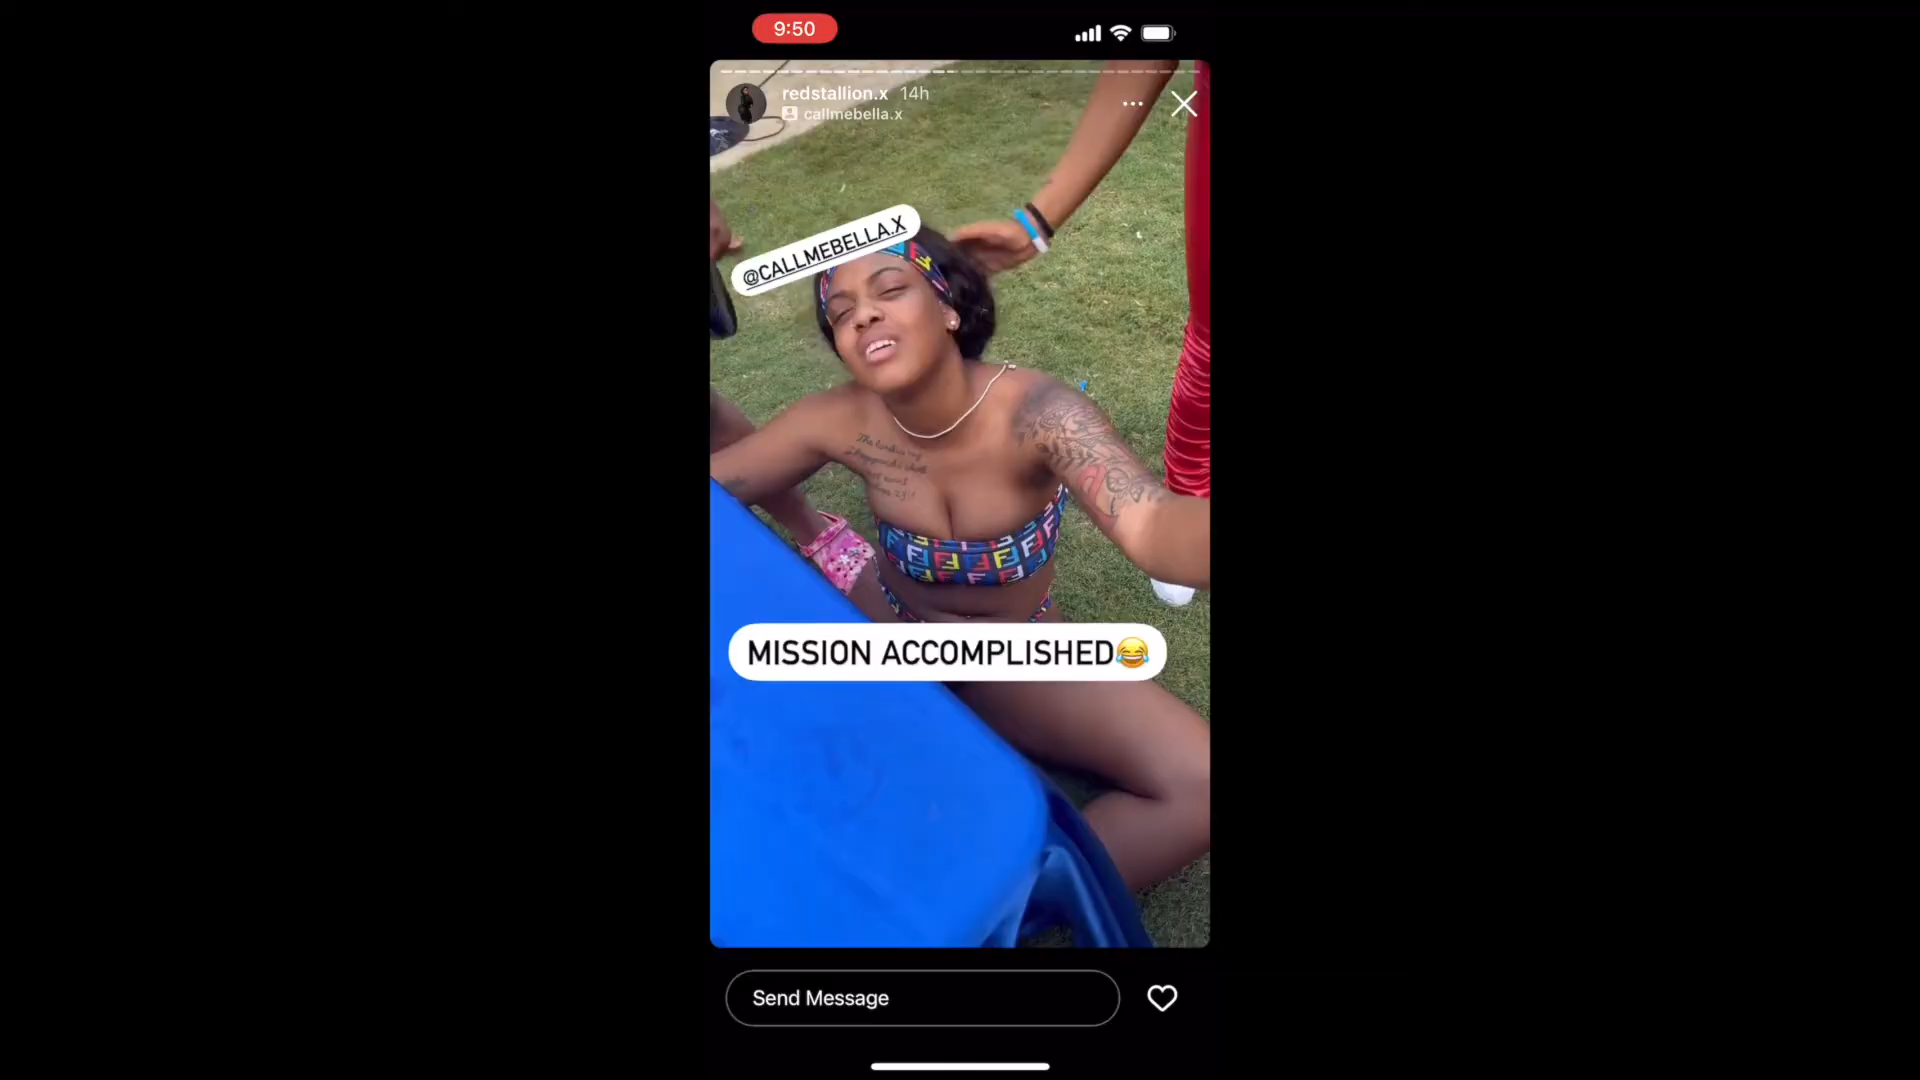 9:50
redstallion.x 14h
callmebella.x
@CALLMEBELLA.X
MISSION ACCOMPLISHED😂
Send Message